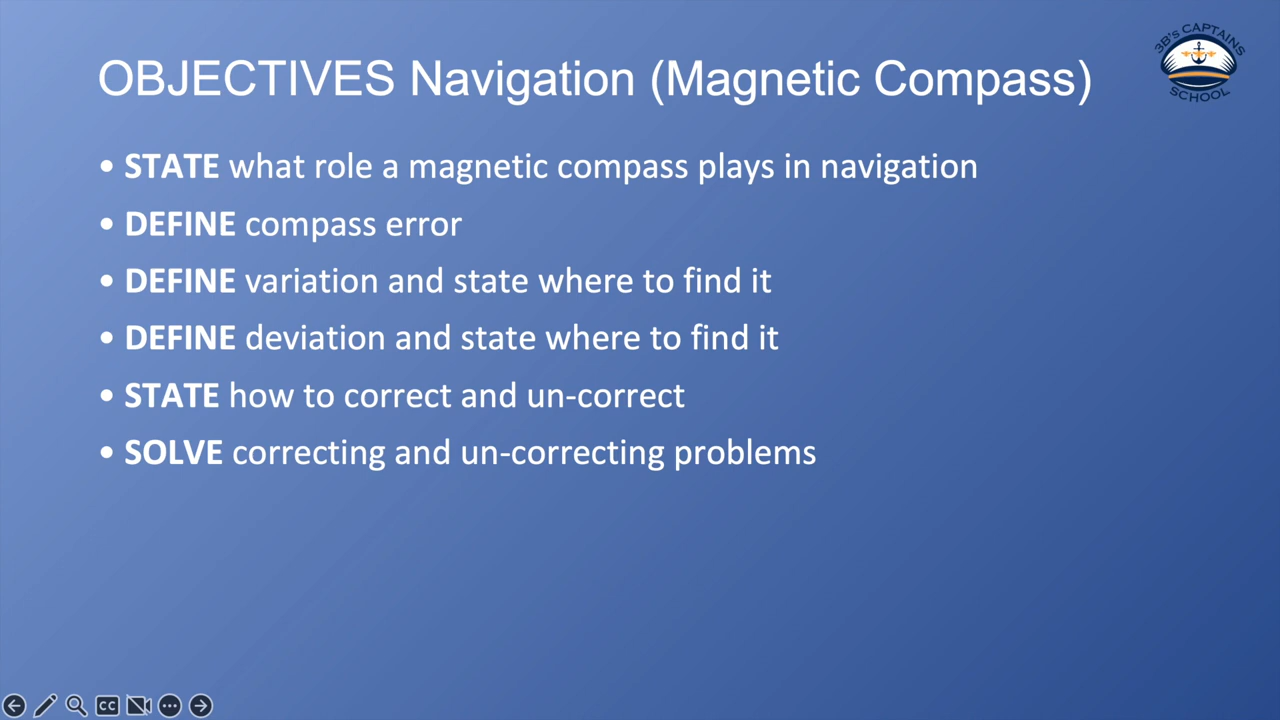 3B's CAPTAINS
SCHOOL
OBJECTIVES Navigation (Magnetic Compass)
• STATE what role a magnetic compass plays in navigation
• DEFINE compass error
• DEFINE variation and state where to find it
• DEFINE deviation and state where to find it
• STATE how to correct and un-correct
• SOLVE correcting and un-correcting problems
CC